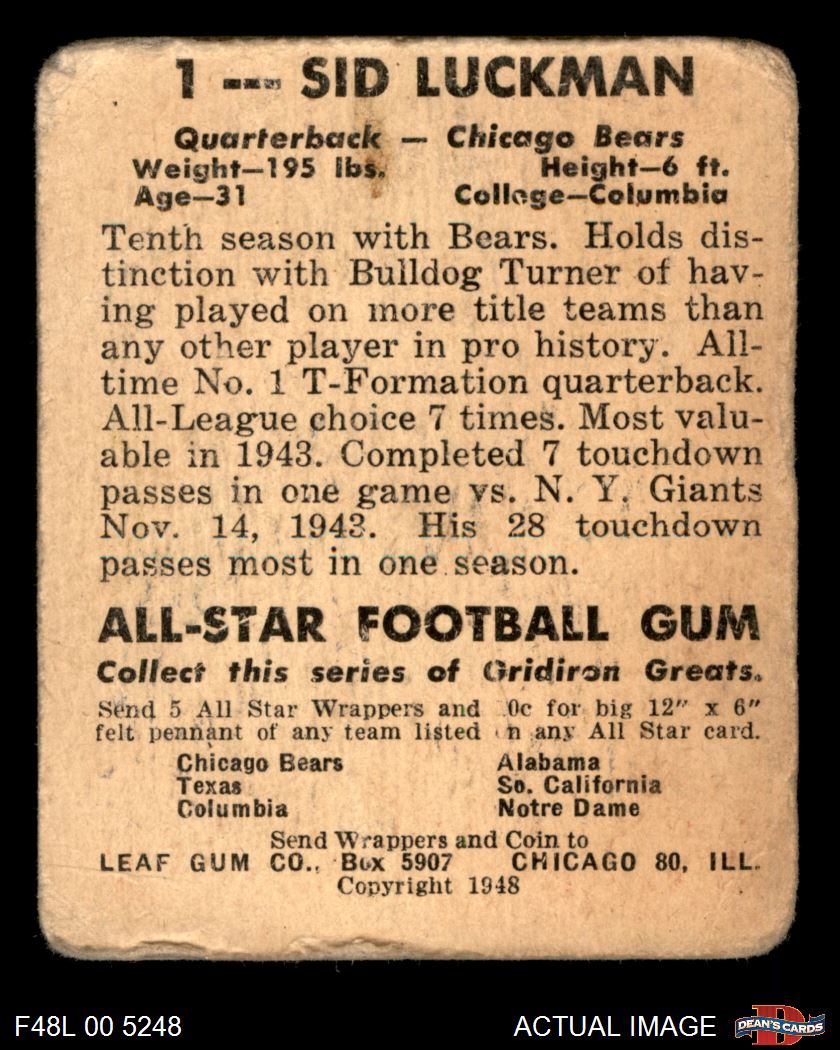 1 --- SID LUCKMAN
Quarterback — Chicago Bears
Weight—195 lbs. Height—6 ft.
Age—31 College—Columbia
Tenth season with Bears. Holds dis-
tinction with Bulldog Turner of hav-
ing played on more title teams than
any other player in pro history. All-
time No. 1 T-Formation quarterback.
All-League choice 7 times. Most valu-
able in 1943. Completed 7 touchdown
passes in one game vs. N. Y. Giants
Nov. 14, 1943. His 28 touchdown
passes most in one season.
ALL-STAR FOOTBALL GUM
Collect this series of Gridiron Greats.
Send 5 All Star Wrappers and 0c for big 12" x 6"
felt pennant of any team listed n any All Star card.
Chicago Bears Alabama
Texas So. California
Columbia Notre Dame
Send Wrappers and Coin to
LEAF GUM CO., Box 5907 CHICAGO 80, ILL.
Copyright 1948
F48L 00 5248 ACTUAL IMAGE DEAN'S CARDS